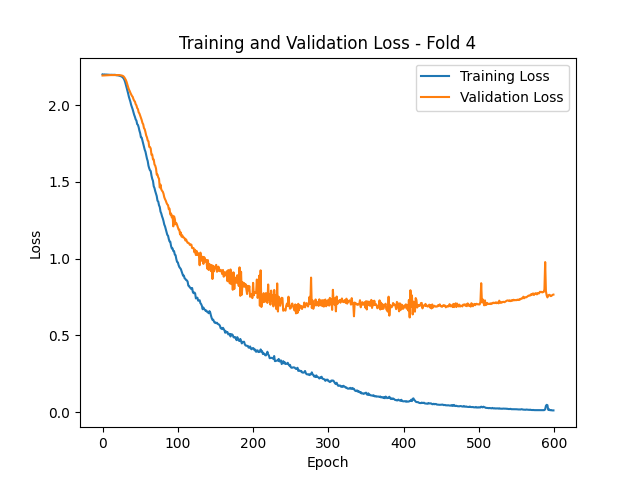 Training and Validation Loss - Fold 4
Training Loss
Validation Loss
Loss
2.0
1.5
1.0
0.5
0.0
0 100 200 300 400 500 600
Epoch